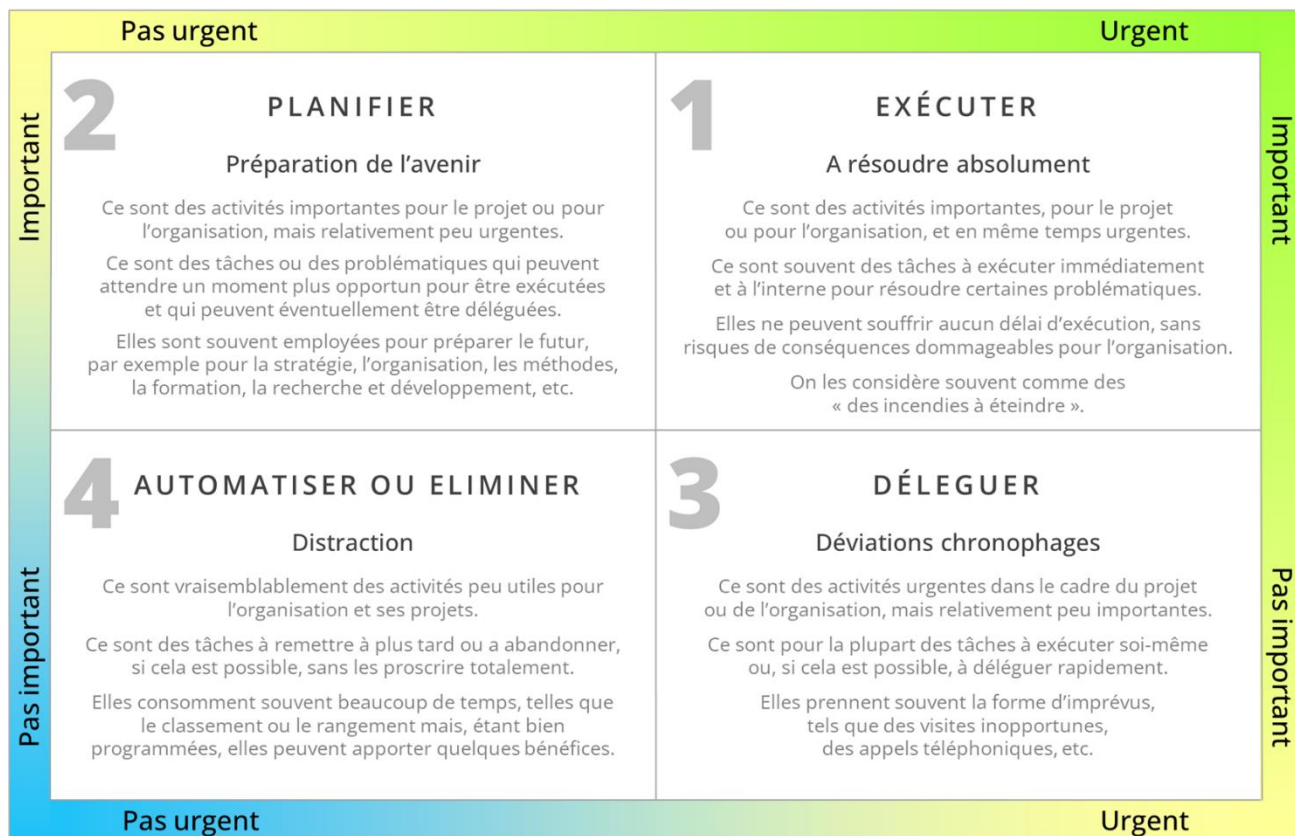 Pas urgent
Urgent
Important
Important
2
PLANIFIER
Préparation de l’avenir
Ce sont des activités importantes pour le projet ou pour
l’organisation, mais relativement peu urgentes.
Ce sont des tâches ou des problématiques qui peuvent
attendre un moment plus opportun pour être exécutées
et qui peuvent éventuellement être déléguées.
Elles sont souvent employées pour préparer le futur,
par exemple pour la stratégie, l’organisation, les méthodes,
la formation, la recherche et développement, etc.
1
EXÉCUTER
A résoudre absolument
Ce sont des activités importantes, pour le projet
ou pour l’organisation, et en même temps urgentes.
Ce sont souvent des tâches à exécuter immédiatement
et à l’interne pour résoudre certaines problématiques.
Elles ne peuvent souffrir aucun délai d’exécution, sans
risques de conséquences dommageables pour l’organisation.
On les considère souvent comme des
« des incendies à éteindre ».
Pas important
Pas important
4
AUTOMATISER OU ELIMINER
Distraction
Ce sont vraisemblablement des activités peu utiles pour
l’organisation et ses projets.
Ce sont des tâches à remettre à plus tard ou a abandonner,
si cela est possible, sans les proscrire totalement.
Elles consomment souvent beaucoup de temps, telles que
le classement ou le rangement mais, étant bien
programmées, elles peuvent apporter quelques bénéfices.
3
DÉLEGUER
Déviations chronophages
Ce sont des activités urgentes dans le cadre du projet
ou de l’organisation, mais relativement peu importantes.
Ce sont pour la plupart des tâches à exécuter soi-même
ou, si cela est possible, à déléguer rapidement.
Elles prennent souvent la forme d’imprévus,
tels que des visites inopportunes,
des appels téléphoniques, etc.
Pas urgent
Urgent